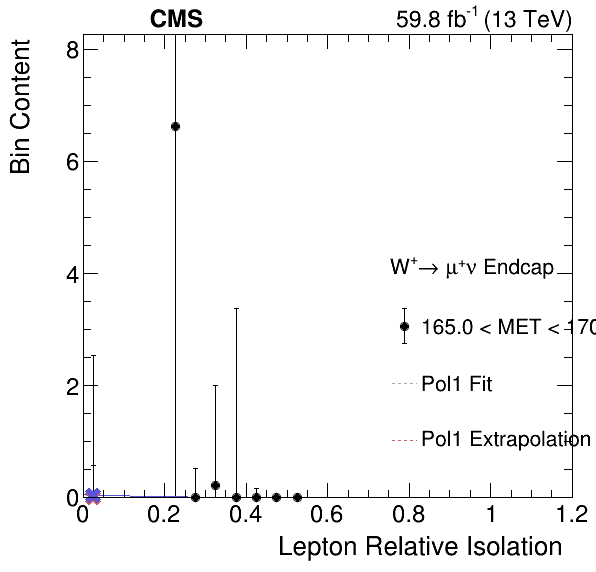 CMS 59.8 fb⁻¹ (13 TeV)
Bin Content
8
6
4
2
0
W⁺→ μ⁺ν Endcap
165.0 < MET < 170
Pol1 Fit
Pol1 Extrapolation
0 0.2 0.4 0.6 0.8 1 1.2
Lepton Relative Isolation